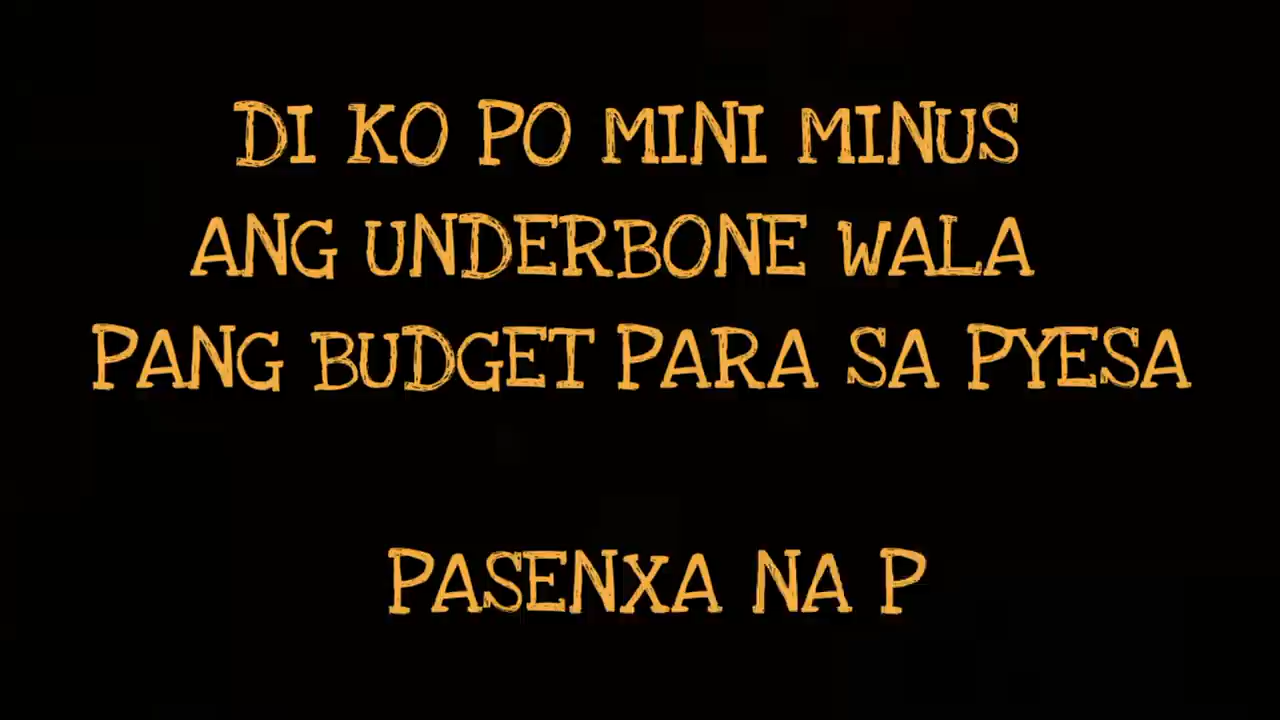 DI KO PO MINI MINUS
ANG UNDERBONE WALA
PANG BUDGET PARA SA PYESA
PASENXA NA P